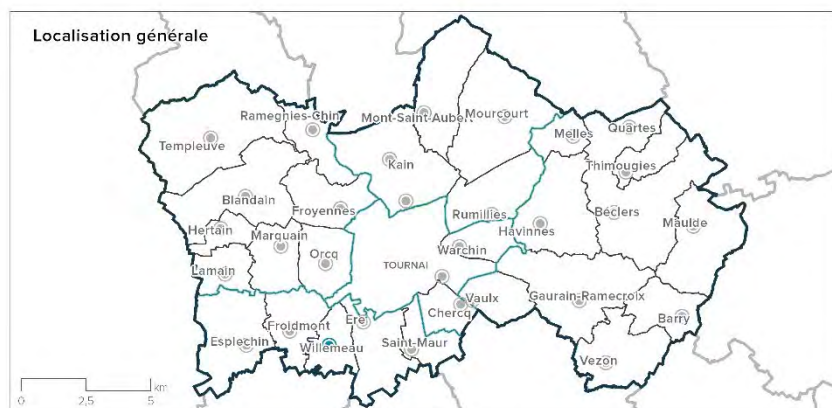 Localisation générale
Ramegnies-Chin
Mont-Saint-Aubert
Mourcourt
Melles
Quartes
Templeuve
Kain
Thimougies
Blandain
Froyennes
Rumillies
Havinnes
Béclers
Maulde
Hertain
Marquain
Orcq
Warchin
Lamain
TOURNAI
Vaulx
Gaurain-Ramecroix
Chercq
Barry
Froidmont
Ere
Esplechin
Willemeau
Saint-Maur
Vezon
km
0 2,5 5